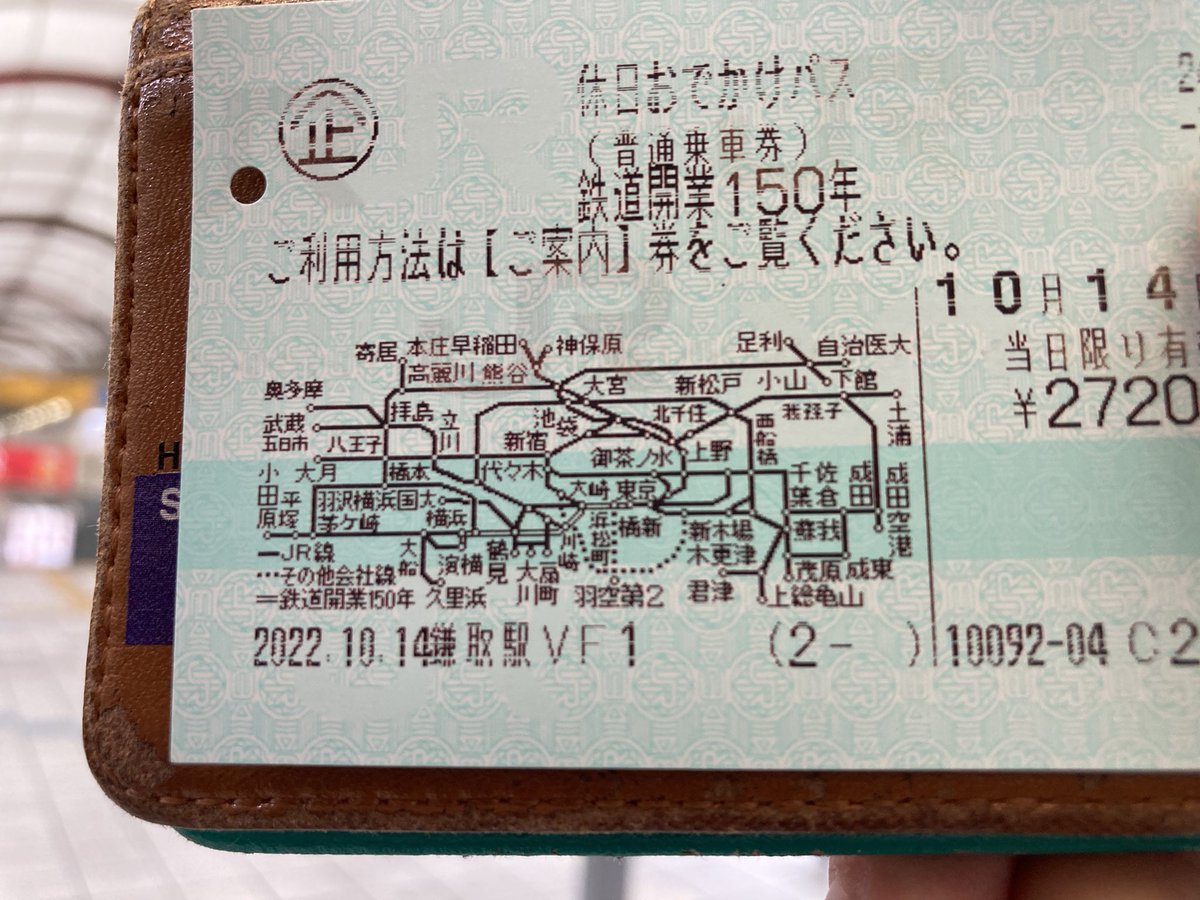 企
休日おでかけパス
(普通乗車券)
鉄道開業150年
ご利用方法は【ご案内】券をご覧ください。
10月14
当日限り有
¥2720
寄居 本庄早稲田 神保原 足利 自治医大
高麗川 熊谷 大宮 新松戸 小山 下館
奥多摩
武蔵五日市 拝島 立川 池袋 北千住 我孫子 土浦
八王子 新宿 西船橋
小田原 大月 橋本 代々木 御茶ノ水 上野 千葉 佐倉 成田 成田空港
平塚 羽沢横浜国大 大崎 東京
茅ケ崎 横浜 川崎 浜松町 新木場 蘇我
JR線 大船 鶴見 木更津
その他会社線 大川 扇町 茂原 成東
鉄道開業150年 久里浜 羽空第2 君津 上総亀山
2022.10.14鎌取駅VF1 (2- ) 10092-04 C2
H
S